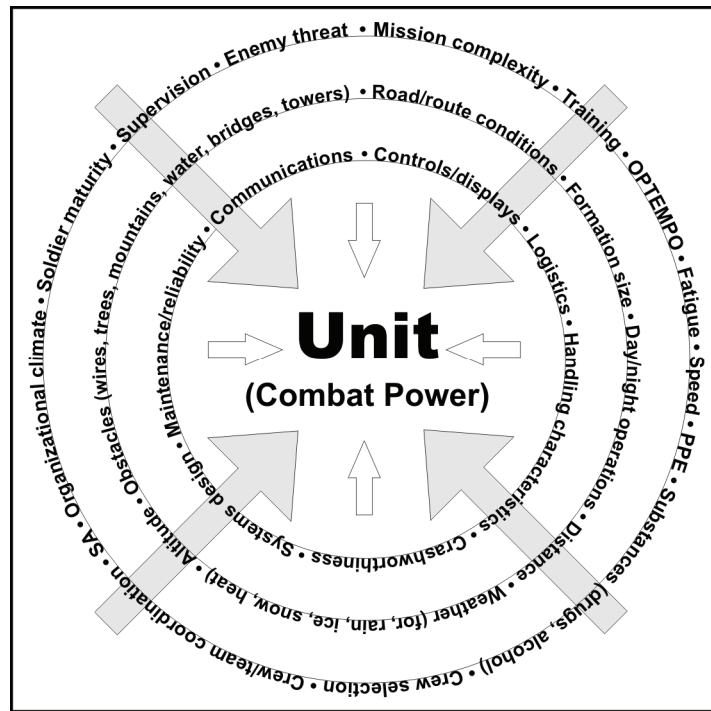 Enemy threat • Mission complexity • Training • OPTEMPO • Fatigue • Speed • PPE • Substances (drugs, alcohol) • Crew selection • Crew/team coordination • SA • Organizational climate • Soldier maturity • Supervision •
Road/route conditions • Formation size • Day/night operations • Distance • Weather (for, rain, ice, snow, heat) • Altitude • Obstacles (wires, trees, mountains, water, bridges, towers) •
Communications • Controls/displays • Logistics • Handling characteristics • Crashworthiness • Systems design • Maintenance/reliability •
Unit
(Combat Power)